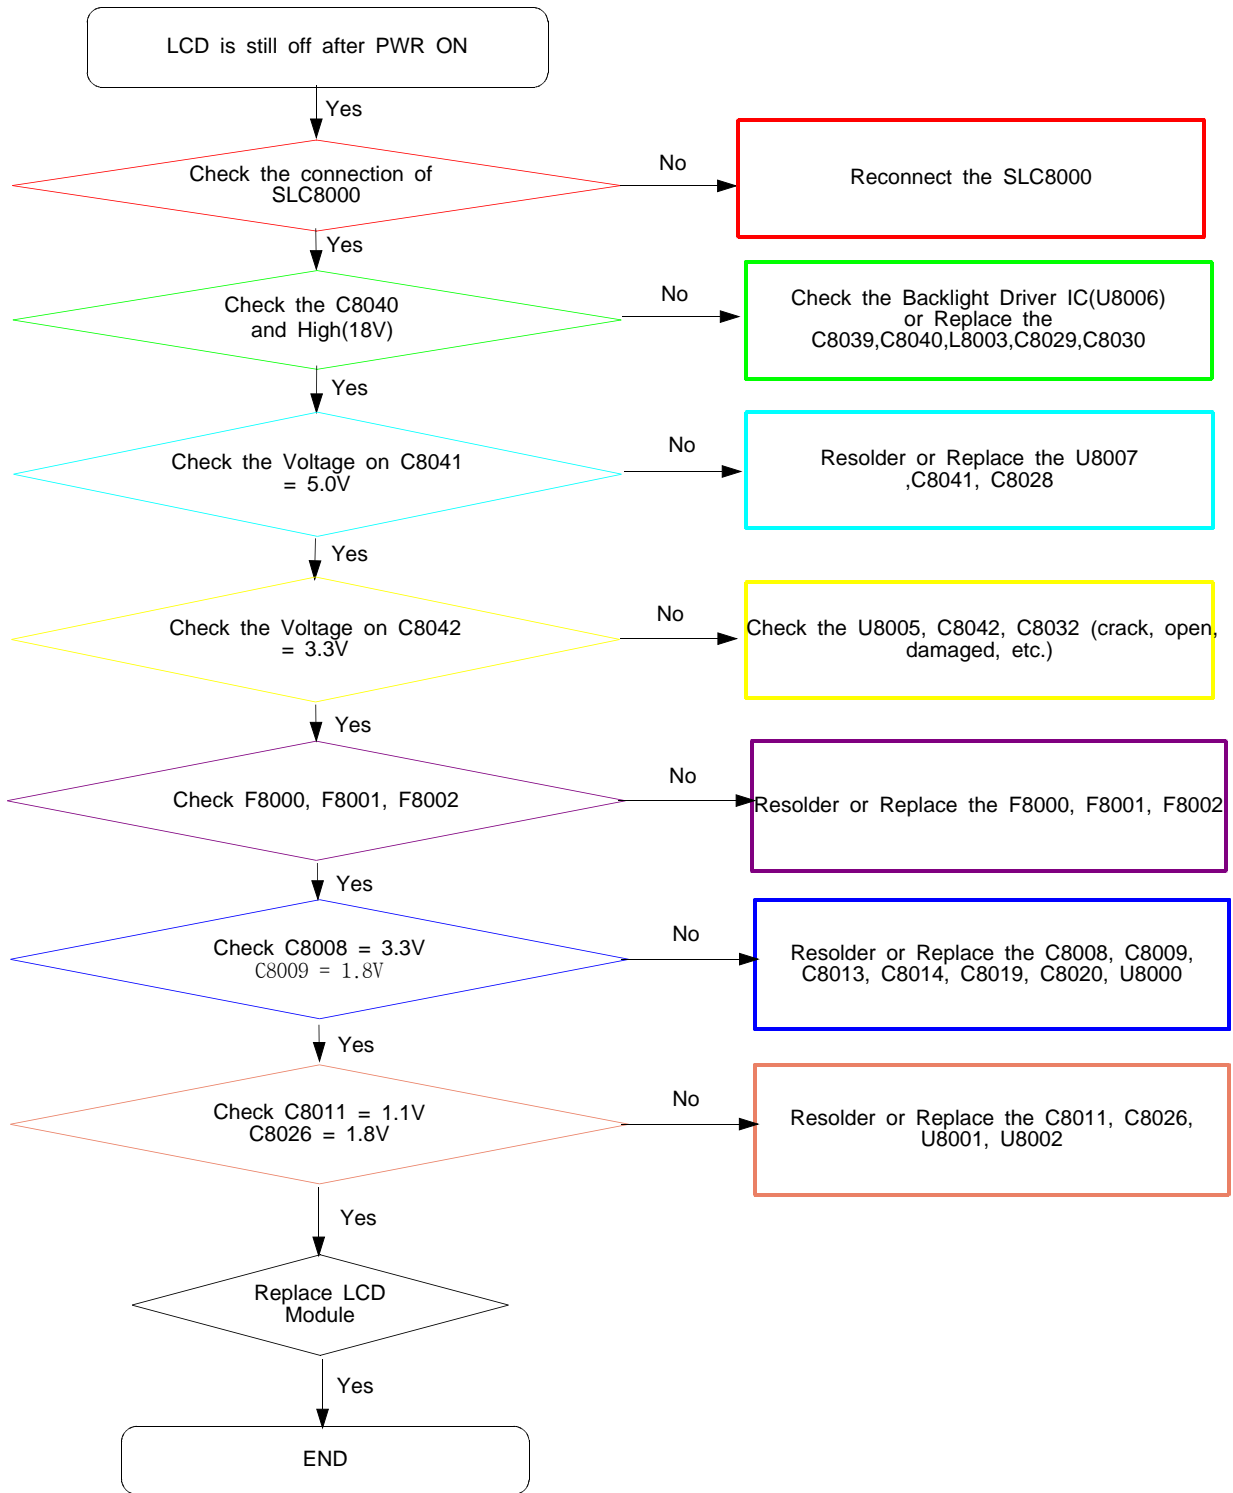 LCD is still off after PWR ON
Yes
Check the connection of
SLC8000
No
Reconnect the SLC8000
Yes
Check the C8040
and High(18V)
No
Check the Backlight Driver IC(U8006)
or Replace the
C8039,C8040,L8003,C8029,C8030
Yes
Check the Voltage on C8041
= 5.0V
No
Resolder or Replace the U8007
,C8041, C8028
Yes
Check the Voltage on C8042
= 3.3V
No
Check the U8005, C8042, C8032 (crack, open,
damaged, etc.)
Yes
Check F8000, F8001, F8002
No
Resolder or Replace the F8000, F8001, F8002
Yes
Check C8008 = 3.3V
C8009 = 1.8V
No
Resolder or Replace the C8008, C8009,
C8013, C8014, C8019, C8020, U8000
Yes
Check C8011 = 1.1V
C8026 = 1.8V
No
Resolder or Replace the C8011, C8026,
U8001, U8002
Yes
Replace LCD
Module
Yes
END